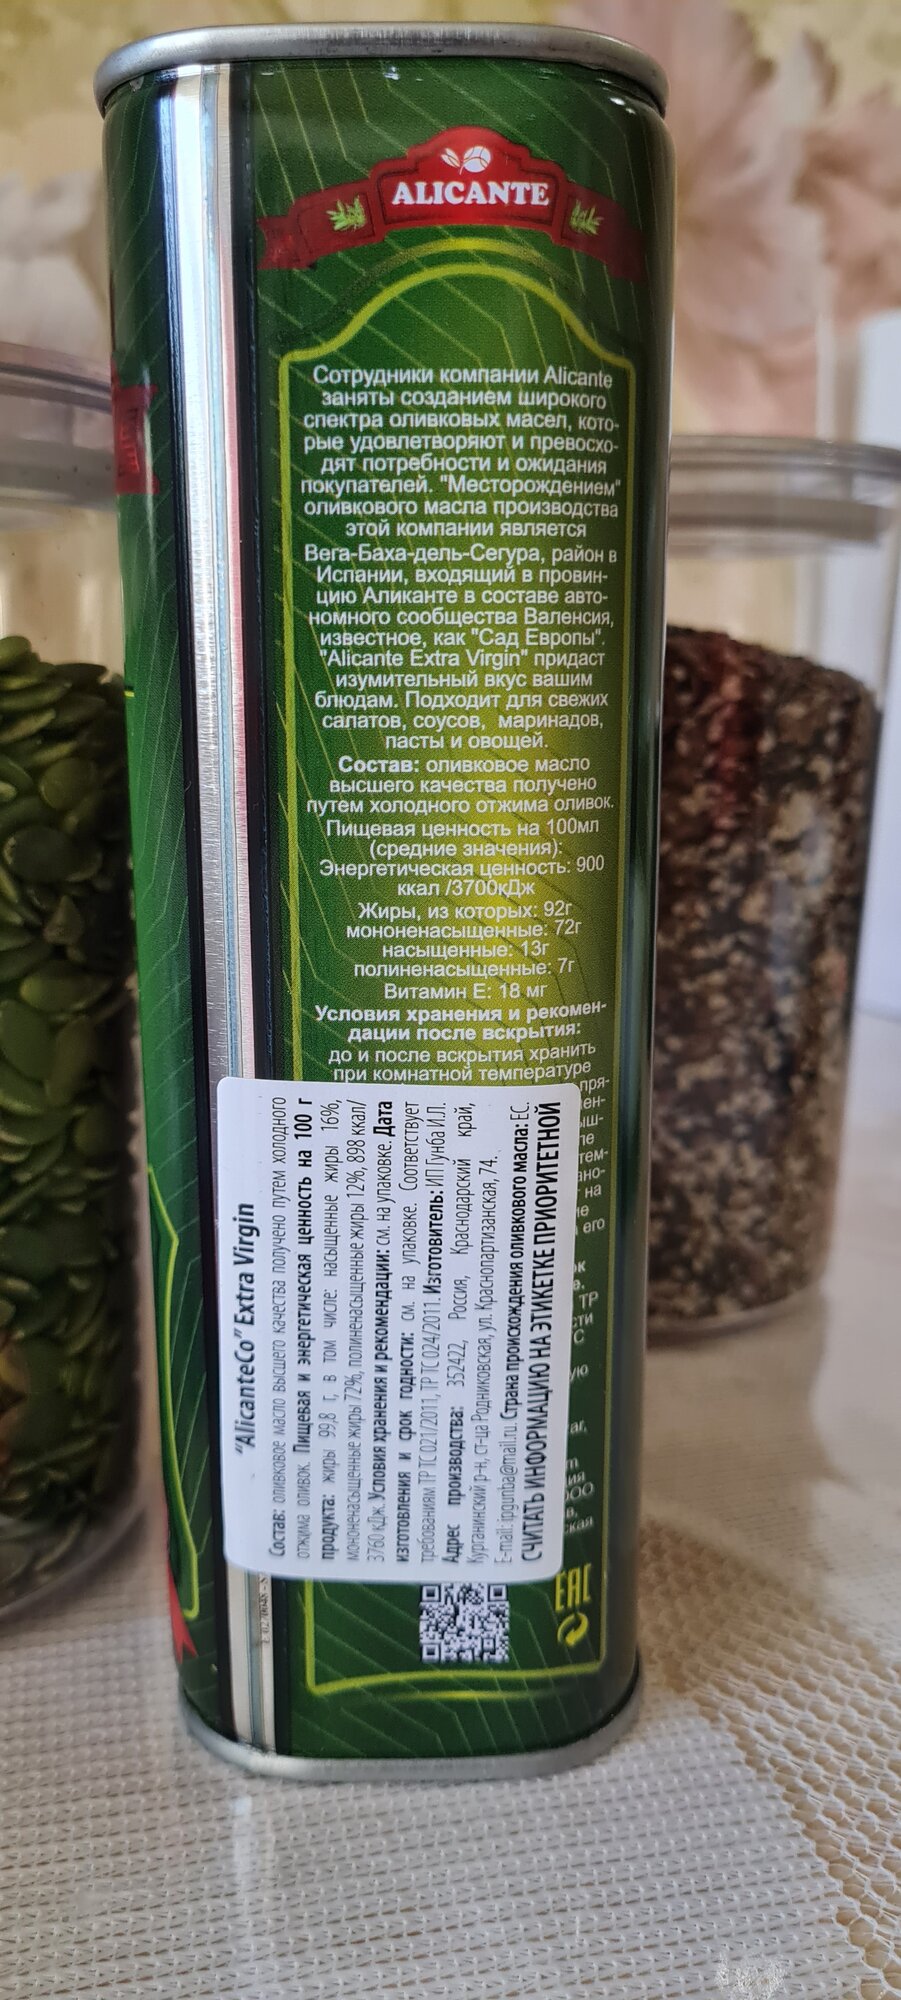 ALICANTE
Сотрудники компании Alicante
заняты созданием широкого
спектра оливковых масел, кото-
рые удовлетворяют и превосхо-
дят потребности и ожидания
покупателей. "Месторождением"
оливкового масла производства
этой компании является
Вега-Баха-дель-Сегура, район в
Испании, входящий в провин-
цию Аликанте в составе авто-
номного сообщества Валенсия,
известное, как "Сад Европы".
"Alicante Extra Virgin" придаст
изумительный вкус вашим
блюдам. Подходит для свежих
салатов, соусов, маринадов,
пасты и овощей.
Состав: оливковое масло
высшего качества получено
путем холодного отжима оливок.
Пищевая ценность на 100мл
(средние значения):
Энергетическая ценность: 900
ккал /3700кДж
Жиры, из которых: 92г
мононенасыщенные: 72г
насыщенные: 13г
полиненасыщенные: 7г
Витамин Е: 18 мг
Условия хранения и рекомен-
дации после вскрытия:
до и после вскрытия хранить
при комнатной температуре
"AlicanteCo" Extra Virgin
Состав: оливковое масло высшего качества получено путем холодного
отжима оливок. Пищевая и энергетическая ценность на 100 г
продукта: жиры 99,8 г, в том числе: насыщенные жиры 16%,
мононенасыщенные жиры 72%, полиненасыщенные жиры 12%, 898 ккал/
3760 кДж. Условия хранения и рекомендации: см. на упаковке. Дата
изготовления и срок годности: см. на упаковке. Соответствует
требованиям ТР ТС 021/2011, ТР ТС 024/2011. Изготовитель: ИП Гунба И.Л.
Адрес производства: 352422, Россия, Краснодарский край,
Курганинский р-н, ст-ца Родниковская, ул. Краснопартизанская, 74.
E-mail: ipgunba@mail.ru. Страна происхождения оливкового масла: ЕС.
СЧИТАТЬ ИНФОРМАЦИЮ НА ЭТИКЕТКЕ ПРИОРИТЕТНОЙ
EAC